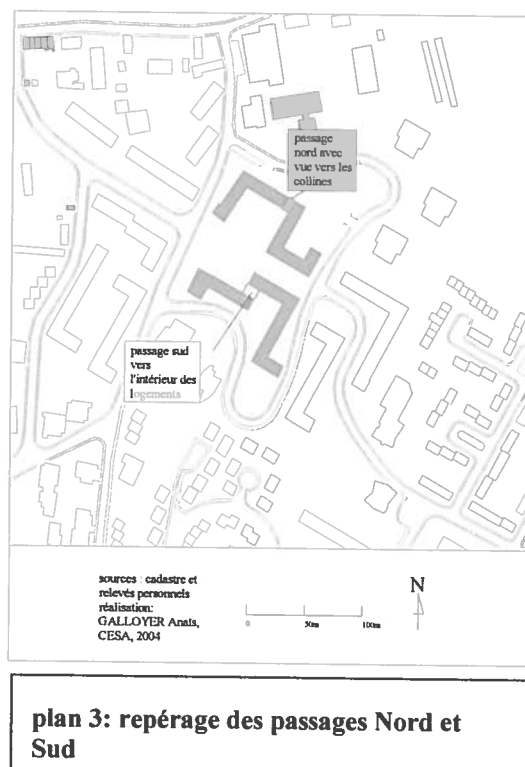 passage
nord avec
vue vers les
collines
passage sud
vers
l'intérieur des
logements
sources : cadastre et
relevés personnels
réalisation:
GALLOYER Anaïs,
CESA, 2004
N
0 50m 100m
plan 3: repérage des passages Nord et
Sud